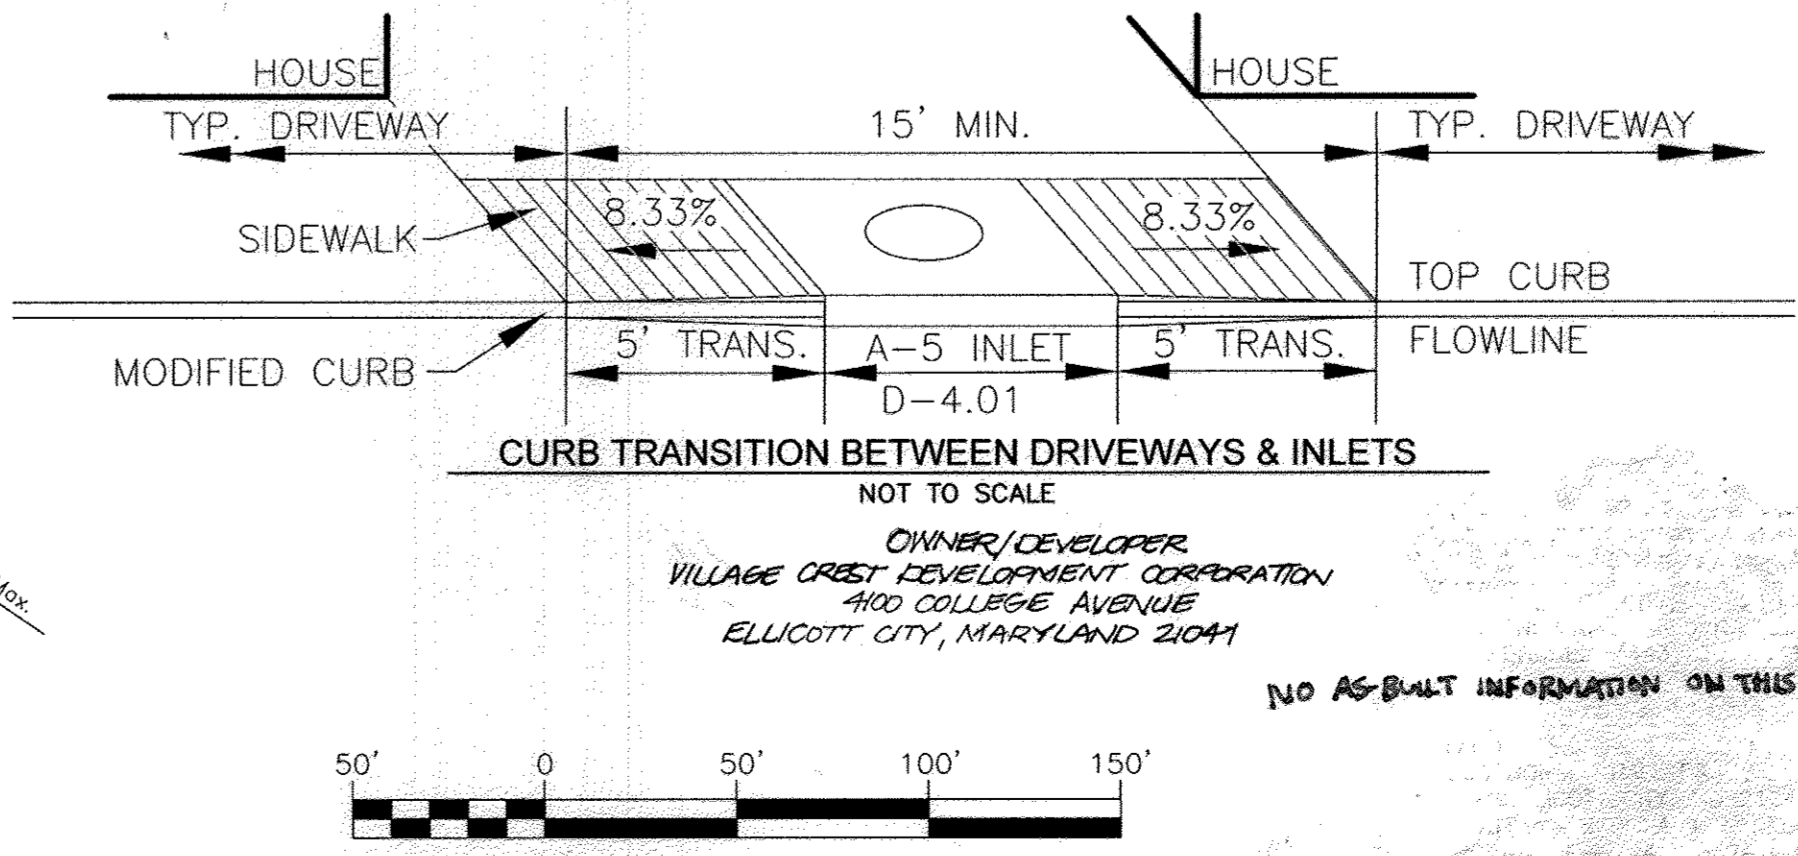 HOUSE
HOUSE
TYP. DRIVEWAY
15' MIN.
TYP. DRIVEWAY
8.33%
8.33%
SIDEWALK
TOP CURB
MODIFIED CURB
5' TRANS.
A-5 INLET
5' TRANS.
FLOWLINE
D-4.01
CURB TRANSITION BETWEEN DRIVEWAYS & INLETS
NOT TO SCALE
OWNER/DEVELOPER
VILLAGE CREST DEVELOPMENT CORPORATION
4100 COLLEGE AVENUE
ELLICOTT CITY, MARYLAND 21041
Max.
NO AS-BUILT INFORMATION ON THIS
50' 0 50' 100' 150'